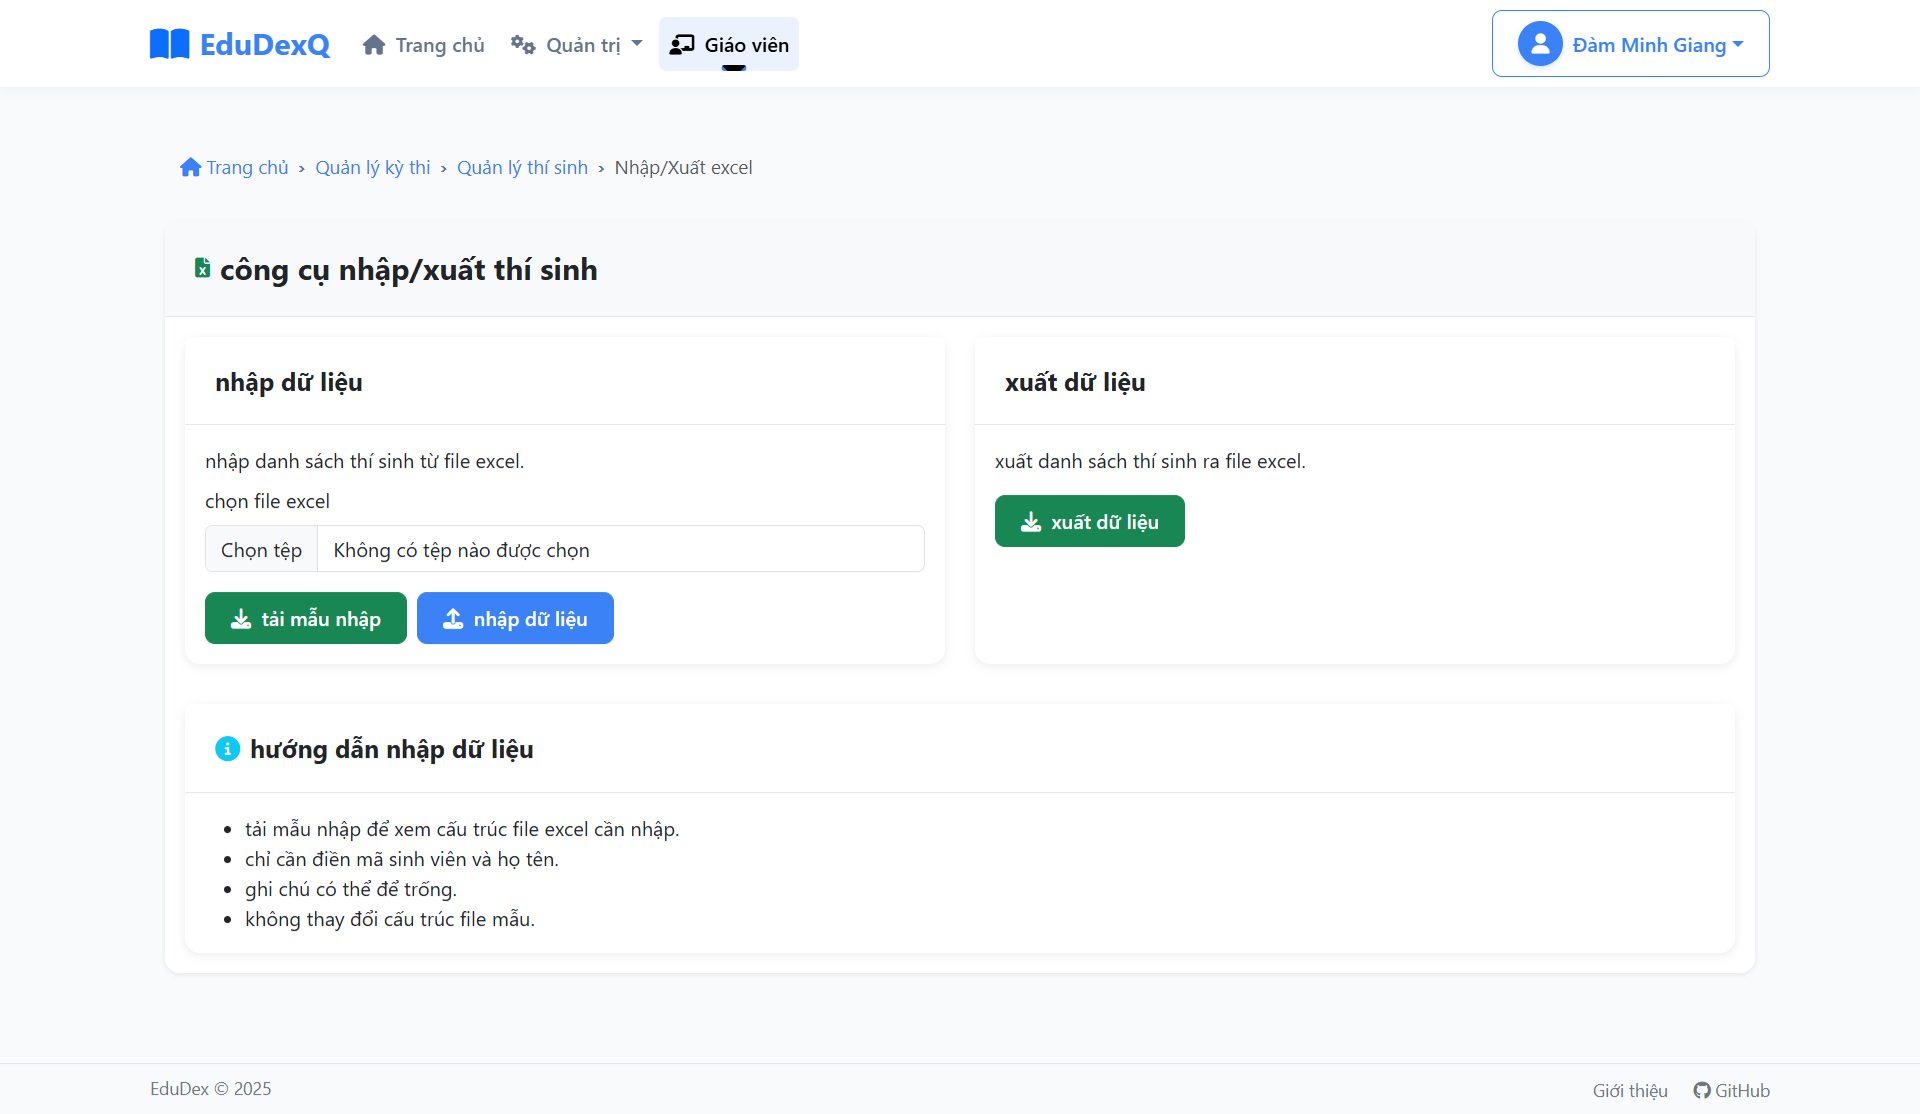 EduDexQ
Trang chủ
Quản trị
Giáo viên
Đàm Minh Giang
Trang chủ › Quản lý kỳ thi › Quản lý thí sinh › Nhập/Xuất excel
công cụ nhập/xuất thí sinh
nhập dữ liệu
nhập danh sách thí sinh từ file excel.
chọn file excel
Chọn tệp Không có tệp nào được chọn
tải mẫu nhập
nhập dữ liệu
xuất dữ liệu
xuất danh sách thí sinh ra file excel.
xuất dữ liệu
hướng dẫn nhập dữ liệu
tải mẫu nhập để xem cấu trúc file excel cần nhập.
chỉ cần điền mã sinh viên và họ tên.
ghi chú có thể để trống.
không thay đổi cấu trúc file mẫu.
EduDex © 2025
Giới thiệu
GitHub